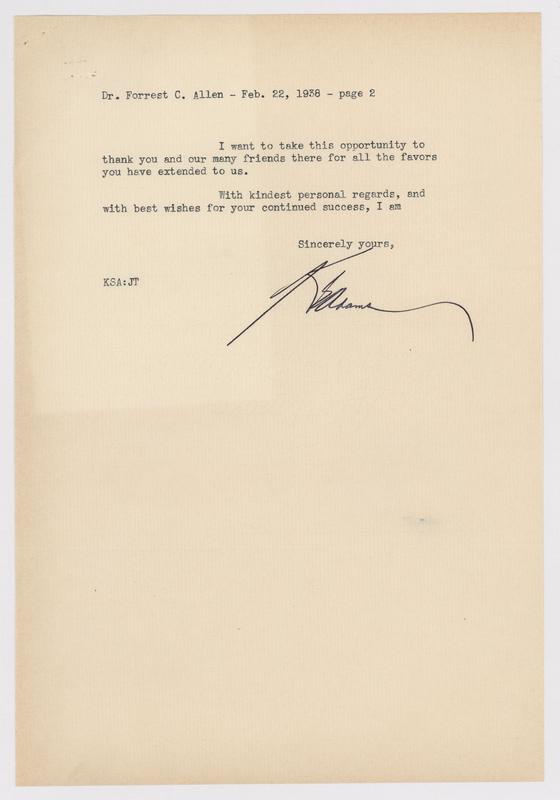 Dr. Forrest C. Allen - Feb. 22, 1938 - page 2
I want to take this opportunity to
thank you and our many friends there for all the favors
you have extended to us.
With kindest personal regards, and
with best wishes for your continued success, I am
Sincerely yours,
KSA:JT
KSAdams